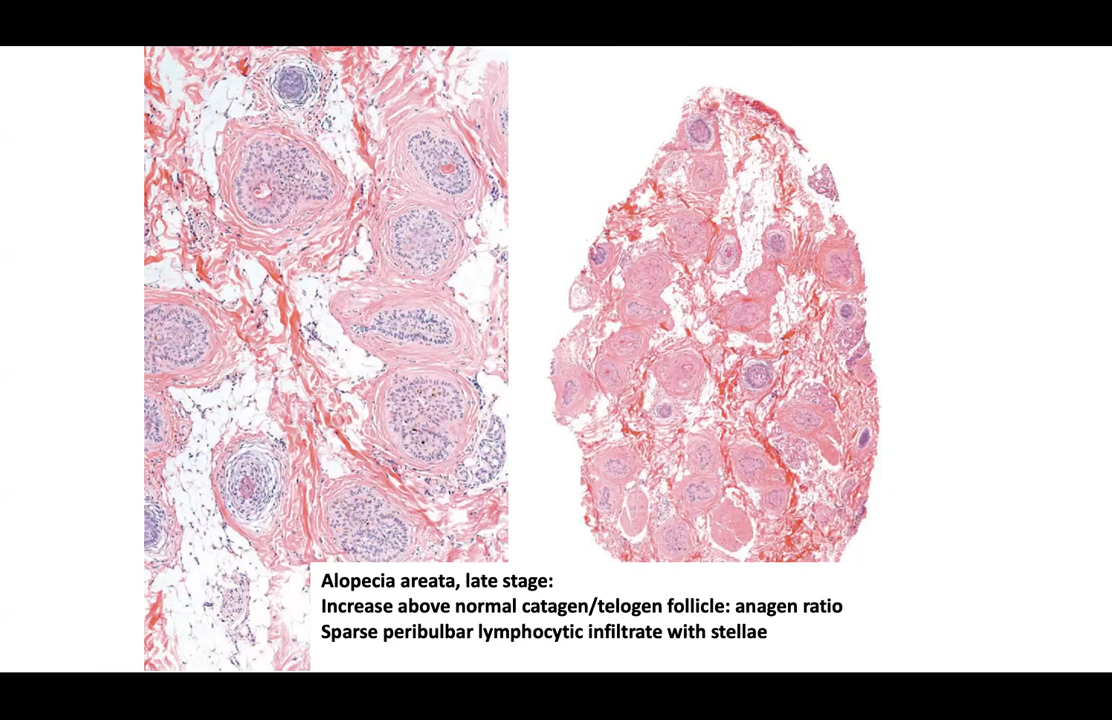 Alopecia areata, late stage:
Increase above normal catagen/telogen follicle: anagen ratio
Sparse peribulbar lymphocytic infiltrate with stellae